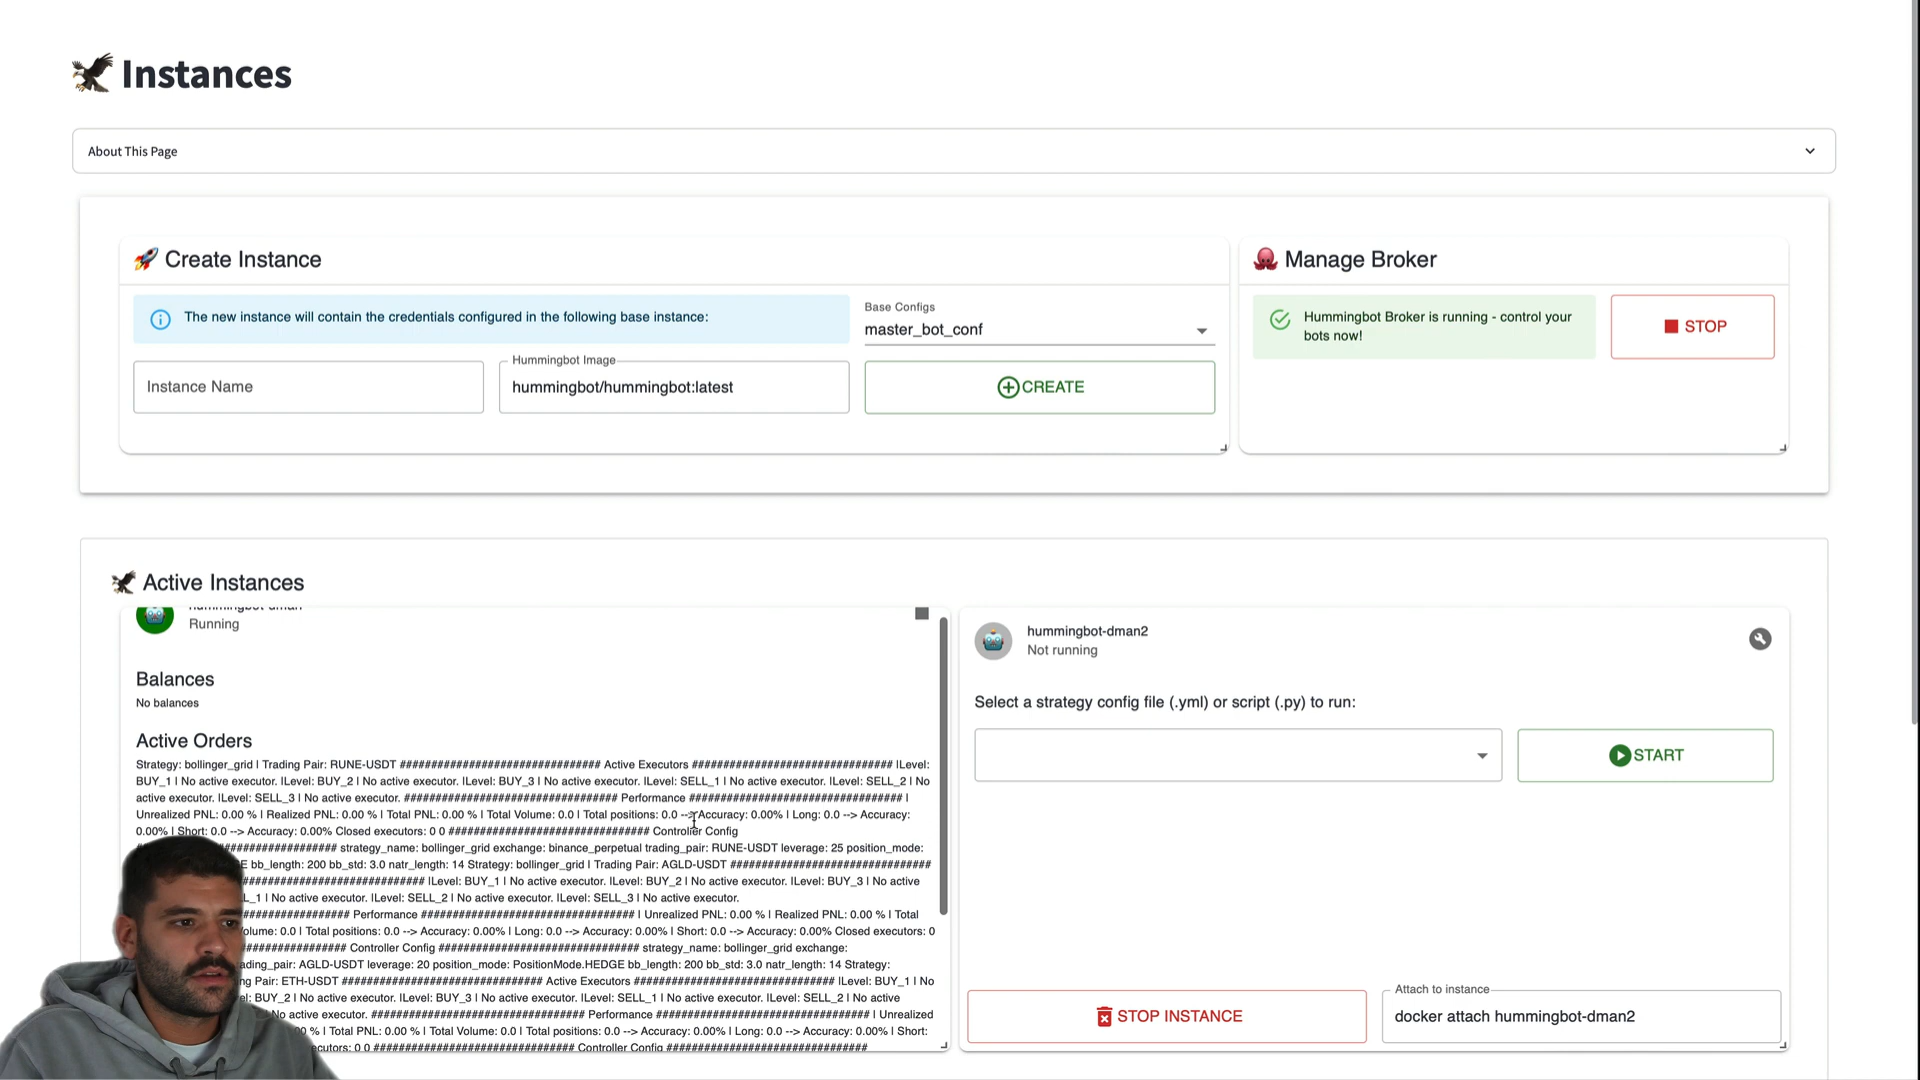 Instances
About This Page
Create Instance
The new instance will contain the credentials configured in the following base instance:
Base Configs
master_bot_conf
Instance Name
Hummingbot Image
hummingbot/hummingbot:latest
CREATE
Manage Broker
Hummingbot Broker is running - control your
bots now!
STOP
Active Instances
hummingbot-dman
Running
Balances
No balances
Active Orders
Strategy: bollinger_grid | Trading Pair: RUNE-USDT ############################### Active Executors ############################### |Level:
BUY_1 | No active executor. |Level: BUY_2 | No active executor. |Level: BUY_3 | No active executor. |Level: SELL_1 | No active executor. |Level: SELL_2 | No
active executor. |Level: SELL_3 | No active executor. ################################# Performance ################################# |
Unrealized PNL: 0.00 % | Realized PNL: 0.00 % | Total PNL: 0.00 % | Total Volume: 0.0 | Total positions: 0.0 --> Accuracy: 0.00% | Long: 0.0 --> Accuracy:
0.00% | Short: 0.0 --> Accuracy: 0.00% Closed executors: 0 0 ############################### Controller Config
############### strategy_name: bollinger_grid exchange: binance_perpetual trading_pair: RUNE-USDT leverage: 25 position_mode:
E bb_length: 200 bb_std: 3.0 natr_length: 14 Strategy: bollinger_grid | Trading Pair: AGLD-USDT ###############################
############################ |Level: BUY_1 | No active executor. |Level: BUY_2 | No active executor. |Level: BUY_3 | No active
L_1 | No active executor. |Level: SELL_2 | No active executor. |Level: SELL_3 | No active executor.
################ Performance ################################# | Unrealized PNL: 0.00 % | Realized PNL: 0.00 % | Total
olume: 0.0 | Total positions: 0.0 --> Accuracy: 0.00% | Long: 0.0 --> Accuracy: 0.00% | Short: 0.0 --> Accuracy: 0.00% Closed executors: 0
################ Controller Config ############################### strategy_name: bollinger_grid exchange:
ading_pair: AGLD-USDT leverage: 20 position_mode: PositionMode.HEDGE bb_length: 200 bb_std: 3.0 natr_length: 14 Strategy:
ng Pair: ETH-USDT ############################### Active Executors ############################### |Level: BUY_1 | No
el: BUY_2 | No active executor. |Level: BUY_3 | No active executor. |Level: SELL_1 | No active executor. |Level: SELL_2 | No active
No active executor. ################################# Performance ################################# | Unrealized
00 % | Total PNL: 0.00 % | Total Volume: 0.0 | Total positions: 0.0 --> Accuracy: 0.00% | Long: 0.0 --> Accuracy: 0.00% | Short:
ecutors: 0 0 ############################### Controller Config ###############################
hummingbot-dman2
Not running
Select a strategy config file (.yml) or script (.py) to run:
START
STOP INSTANCE
Attach to instance
docker attach hummingbot-dman2